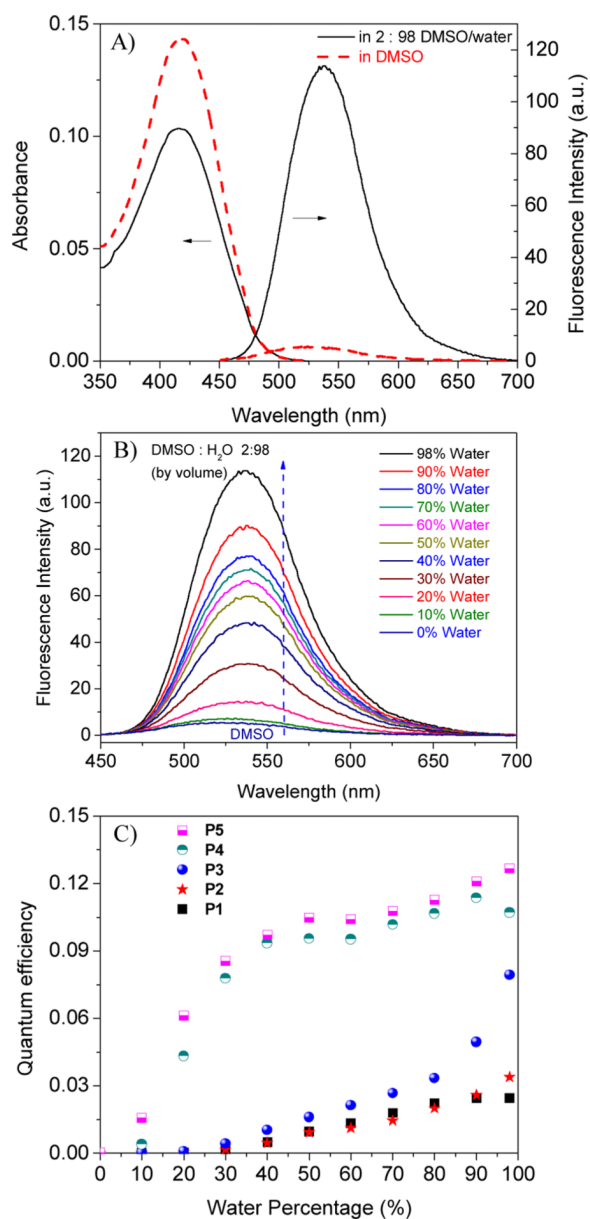 A)
in 2 : 98 DMSO/water
in DMSO
0.15
0.10
0.05
0.00
Absorbance
120
100
80
60
40
20
0
Fluorescence Intensity (a.u.)
350 400 450 500 550 600 650 700
Wavelength (nm)
B)
DMSO : H₂O 2:98
(by volume)
98% Water
90% Water
80% Water
70% Water
60% Water
50% Water
40% Water
30% Water
20% Water
10% Water
0% Water
DMSO
120
100
80
60
40
20
0
Fluorescence Intensity (a.u.)
450 500 550 600 650 700
Wavelength (nm)
C)
P5
P4
P3
P2
P1
0.15
0.12
0.09
0.06
0.03
0.00
Quantum efficiency
0 10 20 30 40 50 60 70 80 90 100
Water Percentage (%)